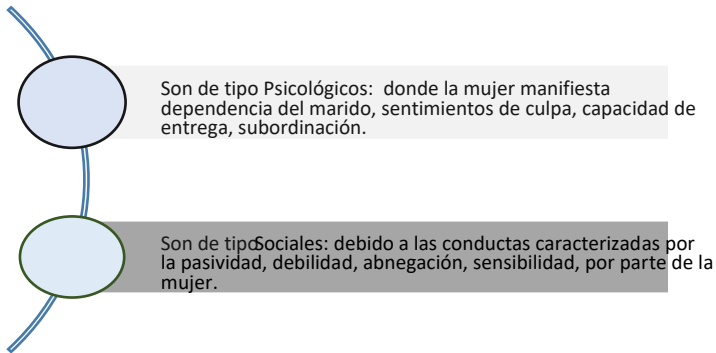 Son de tipo Psicológicos: donde la mujer manifiesta
dependencia del marido, sentimientos de culpa, capacidad de
entrega, subordinación.
Son de tipo Sociales: debido a las conductas caracterizadas por
la pasividad, debilidad, abnegación, sensibilidad, por parte de la
mujer.